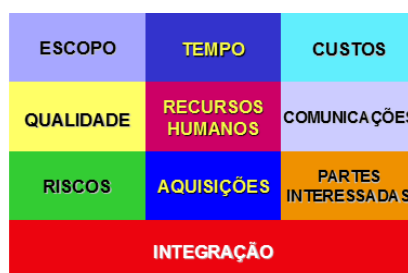 ESCOPO
TEMPO
CUSTOS
QUALIDADE
RECURSOS
HUMANOS
COMUNICAÇÕES
RISCOS
AQUISIÇÕES
PARTES
INTERESSADAS
INTEGRAÇÃO